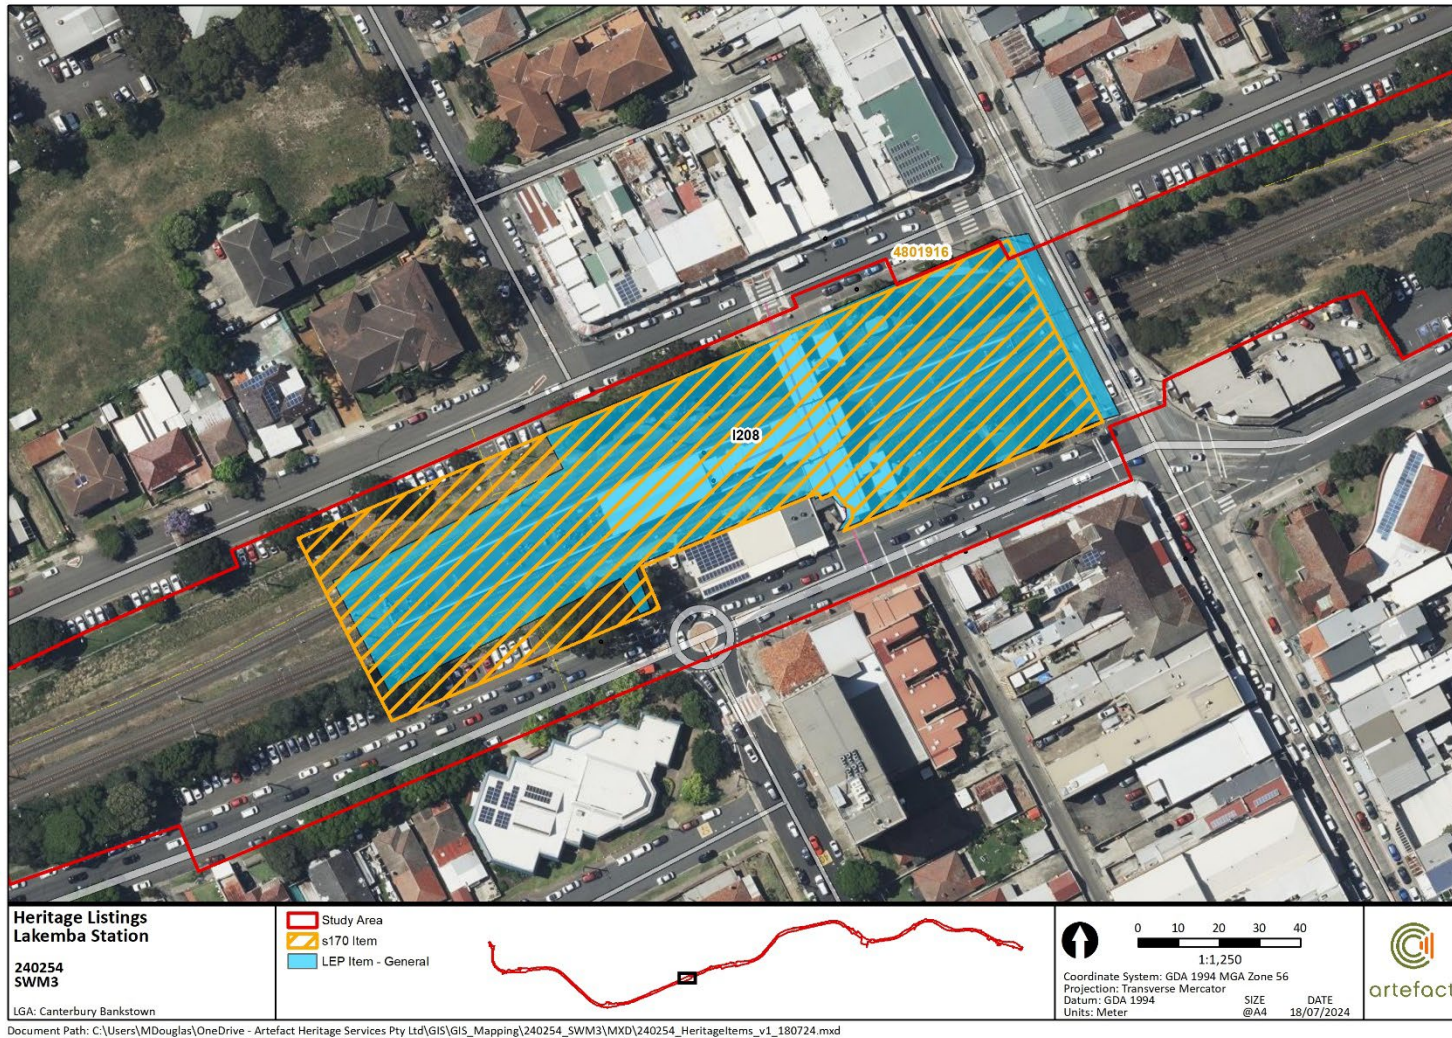 4801916
I208
Heritage Listings
Lakemba Station
240254
SWM3
LGA: Canterbury Bankstown
Study Area
s170 Item
LEP Item - General
0 10 20 30 40
1:1,250
Coordinate System: GDA 1994 MGA Zone 56
Projection: Transverse Mercator
Datum: GDA 1994
Units: Meter
SIZE
@A4
DATE
18/07/2024
artefact
Document Path: C:\Users\MDouglas\OneDrive - Artefact Heritage Services Pty Ltd\GIS\GIS_Mapping\240254_SWM3\MXD\240254_HeritageItems_v1_180724.mxd